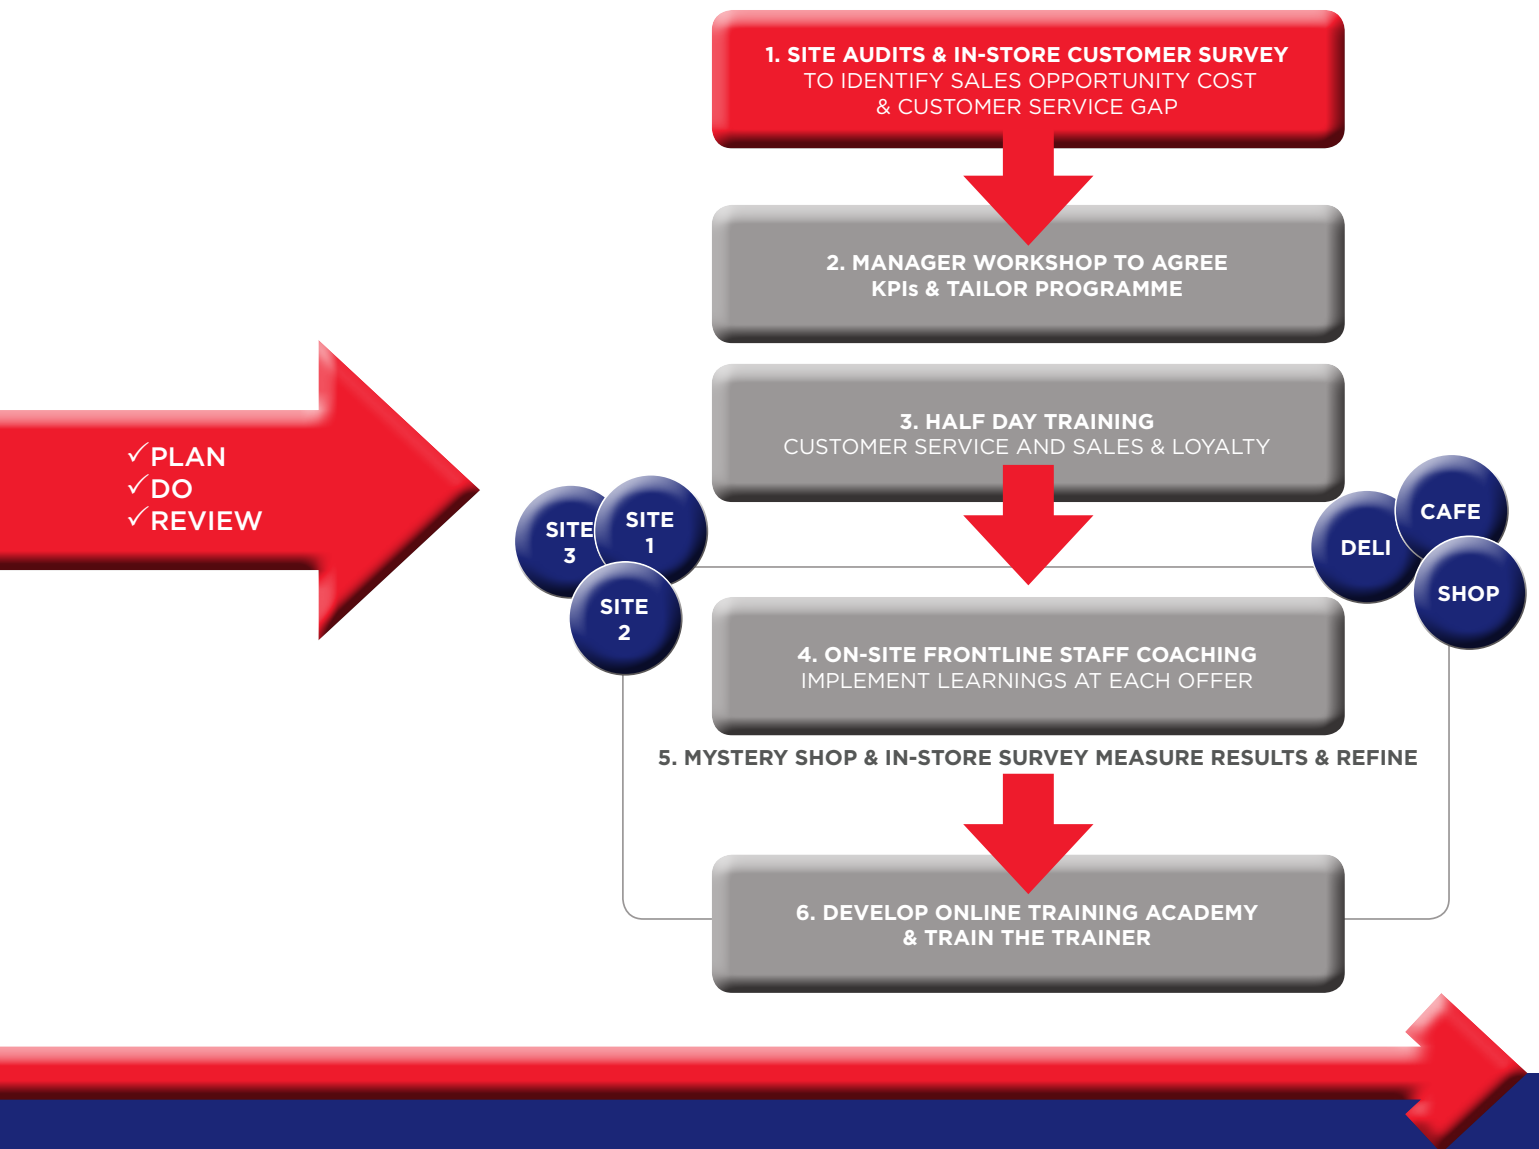 1. SITE AUDITS & IN-STORE CUSTOMER SURVEY
TO IDENTIFY SALES OPPORTUNITY COST
& CUSTOMER SERVICE GAP
2. MANAGER WORKSHOP TO AGREE
KPIs & TAILOR PROGRAMME
3. HALF DAY TRAINING
CUSTOMER SERVICE AND SALES & LOYALTY
✓PLAN
✓DO
✓REVIEW
SITE
3
SITE
1
SITE
2
CAFE
DELI
SHOP
4. ON-SITE FRONTLINE STAFF COACHING
IMPLEMENT LEARNINGS AT EACH OFFER
5. MYSTERY SHOP & IN-STORE SURVEY MEASURE RESULTS & REFINE
6. DEVELOP ONLINE TRAINING ACADEMY
& TRAIN THE TRAINER